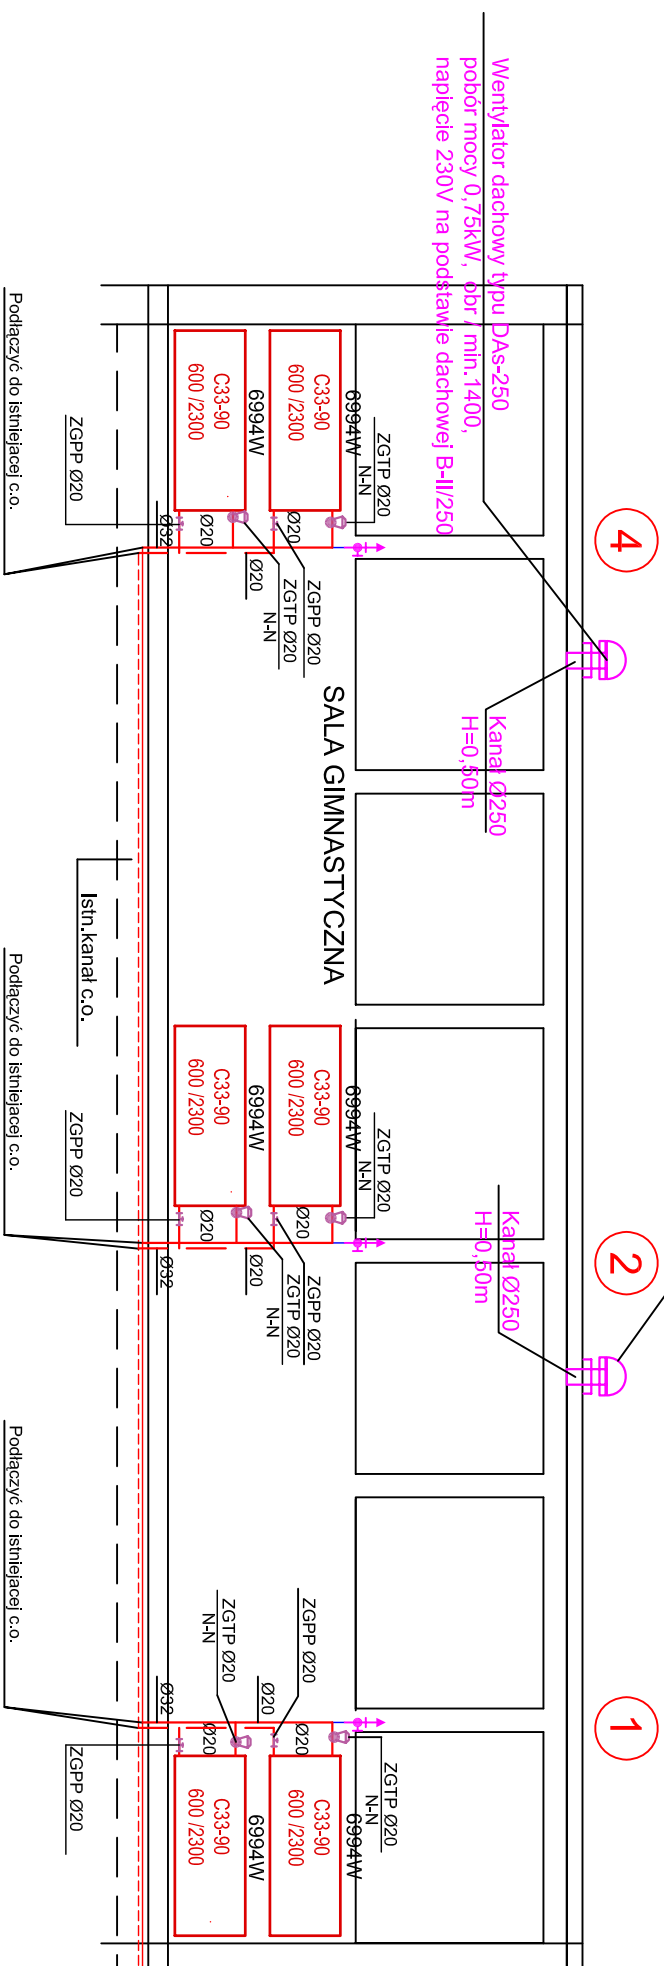 Wentylator dachowy typu DAs-250
pobór mocy 0,75kW, obr / min.1400,
napięcie 230V na podstawie dachowej B-II/250
4
2
1
Kanał Ø250
H=0,50m
Kanał Ø250
H=0,50m
SALA GIMNASTYCZNA
C33-90
600 /2300
6994W
C33-90
600 /2300
6994W
ZGTP Ø20
N-N
ZGPP Ø20
ZGTP Ø20
N-N
Ø20
Ø20
Ø20
Ø32
ZGPP Ø20
Podłączyć do istniejacej c.o.
Istn.kanał c.o.
C33-90
600 /2300
6994W
C33-90
600 /2300
6994W
ZGTP Ø20
N-N
ZGPP Ø20
ZGTP Ø20
N-N
Ø20
Ø20
Ø20
Ø32
ZGPP Ø20
Podłączyć do istniejacej c.o.
ZGPP Ø20
ZGTP Ø20
N-N
Ø20
Ø20
Ø20
Ø32
ZGTP Ø20
N-N
C33-90
600 /2300
6994W
C33-90
600 /2300
6994W
ZGPP Ø20
Podłączyć do istniejacej c.o.